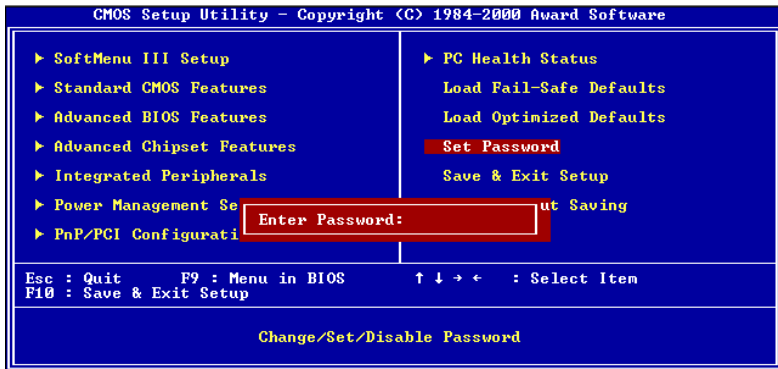 CMOS Setup Utility - Copyright (C) 1984-2000 Award Software
▶ SoftMenu III Setup
▶ Standard CMOS Features
▶ Advanced BIOS Features
▶ Advanced Chipset Features
▶ Integrated Peripherals
▶ Power Management Se
▶ PnP/PCI Configurati
▶ PC Health Status
Load Fail-Safe Defaults
Load Optimized Defaults
Set Password
Save & Exit Setup
ut Saving
Enter Password:
Esc : Quit F9 : Menu in BIOS ↑ ↓ → ← : Select Item
F10 : Save & Exit Setup
Change/Set/Disable Password